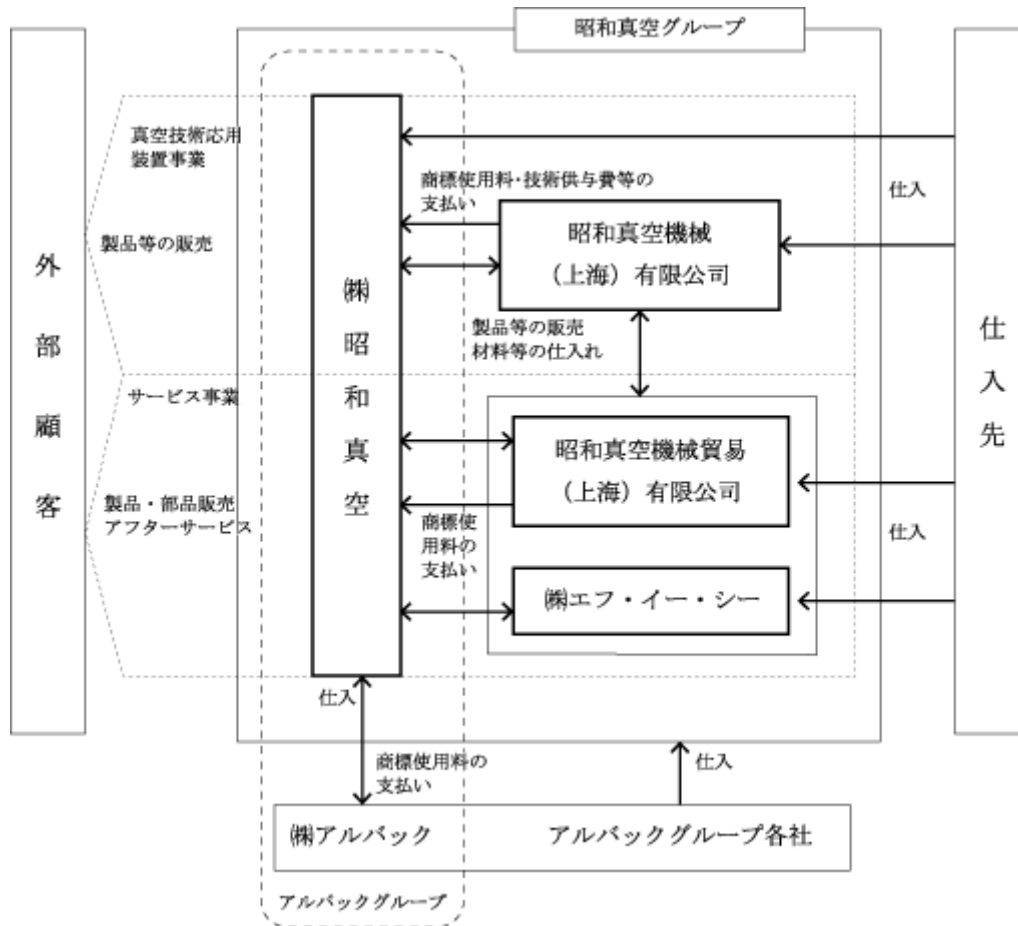 昭和真空グループ
外部顧客
真空技術応用
装置事業
製品等の販売
サービス事業
製品・部品販売
アフターサービス
㈱昭和真空
商標使用料・技術供与費等の
支払い
昭和真空機械
（上海）有限公司
製品等の販売
材料等の仕入れ
昭和真空機械貿易
（上海）有限公司
商標使
用料の
支払い
㈱エフ・イー・シー
仕入
仕入
仕入先
仕入
商標使用料の
支払い
仕入
㈱アルバック
アルバックグループ各社
アルバックグループ